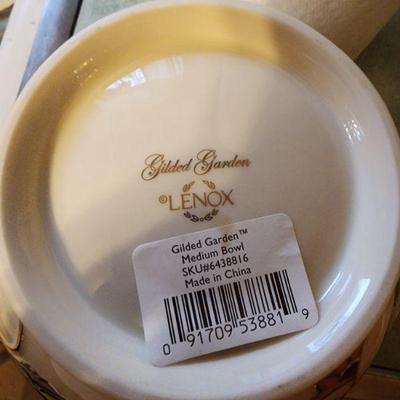 Gilded Garden
©LENOX
Gilded Garden™
Medium Bowl
SKU#6438816
Made in China
0 91709 53881 9